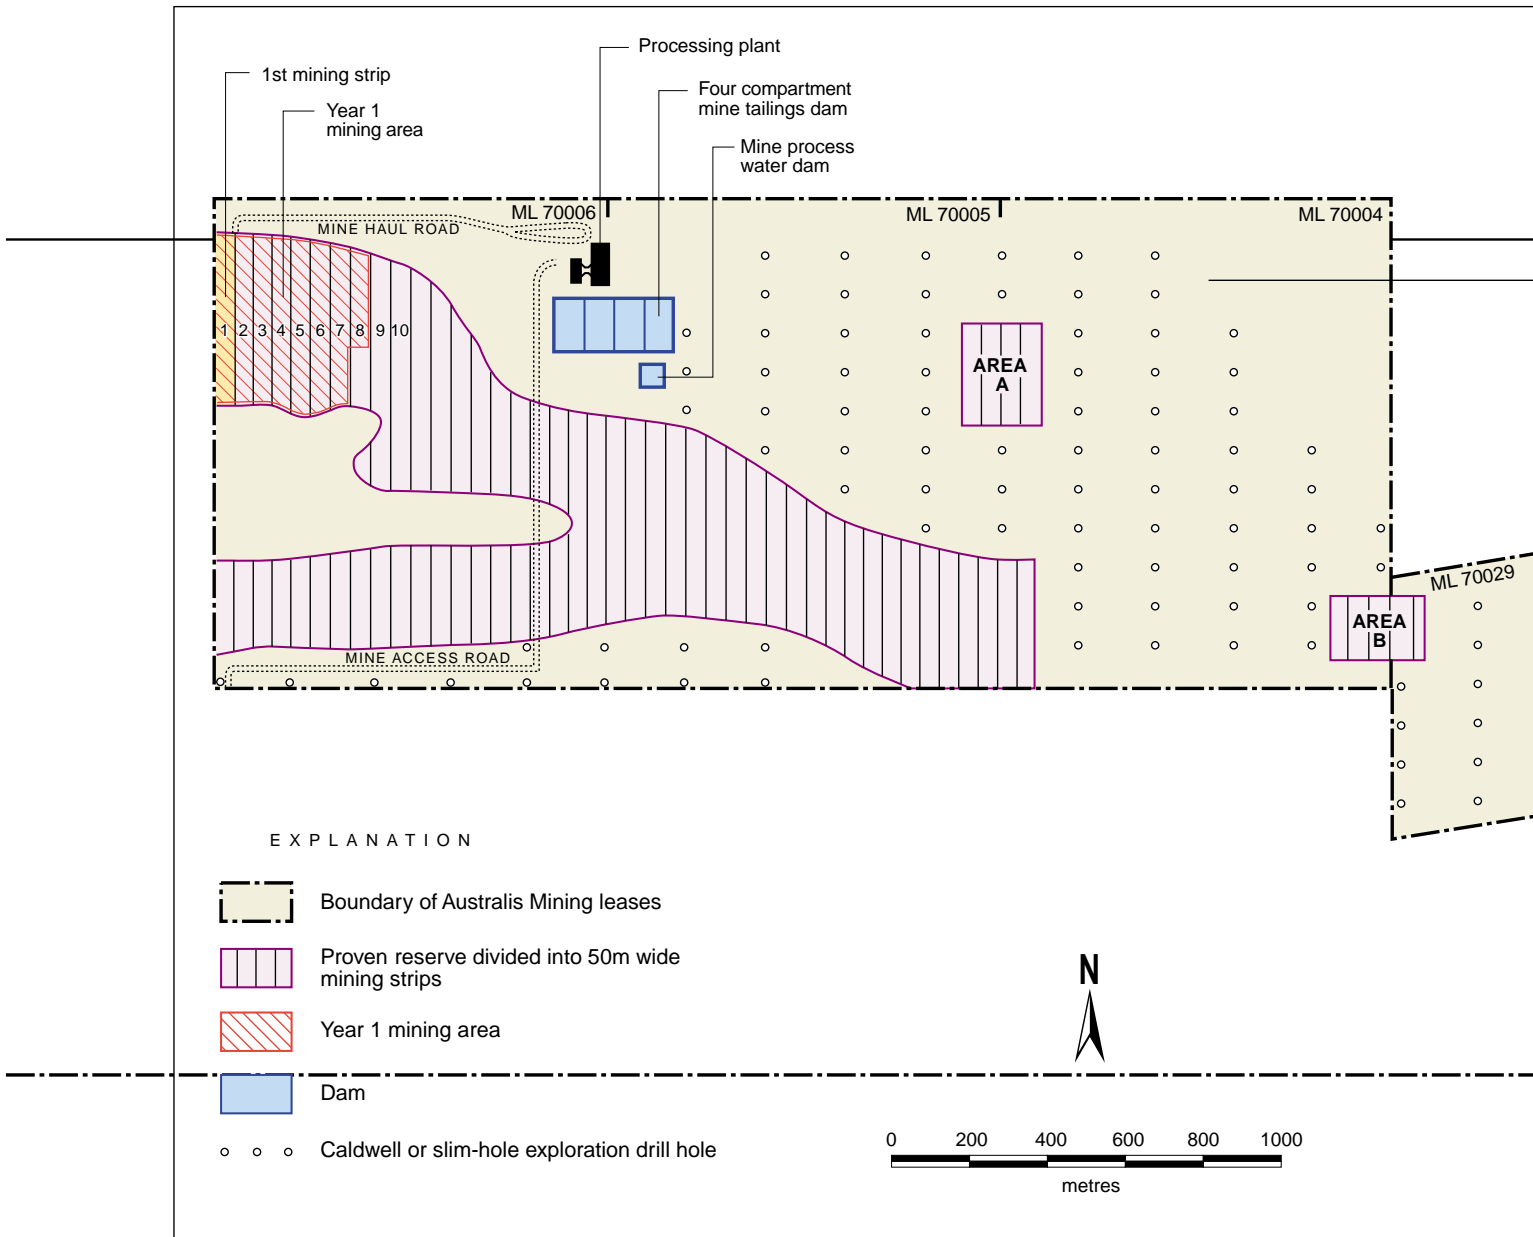 Processing plant
1st mining strip
Four compartment
mine tailings dam
Year 1
mining area
Mine process
water dam
ML 70006
ML 70005
ML 70004
MINE HAUL ROAD
1 2 3 4 5 6 7 8 9 10
AREA
A
ML 70029
AREA
B
MINE ACCESS ROAD
EXPLANATION
Boundary of Australis Mining leases
Proven reserve divided into 50m wide
mining strips
Year 1 mining area
Dam
Caldwell or slim-hole exploration drill hole
N
0 200 400 600 800 1000
metres